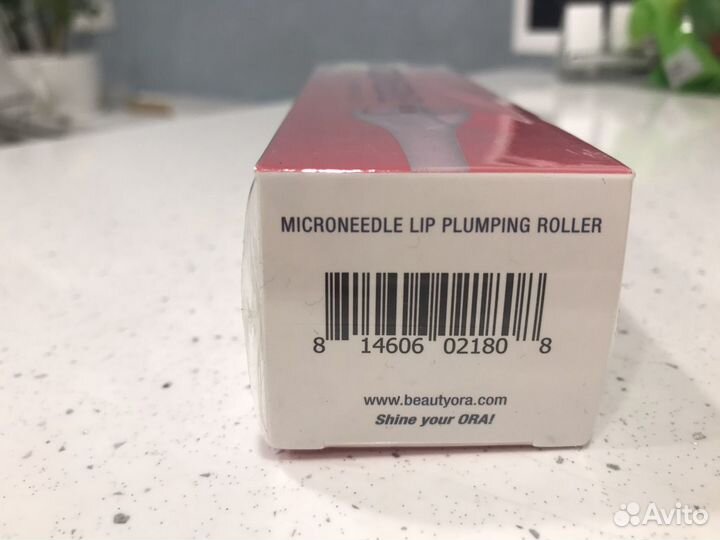 MICRONEEDLE LIP PLUMPING ROLLER
8 14606 02180 8
www.beautyora.com
Shine your ORA!
Avito